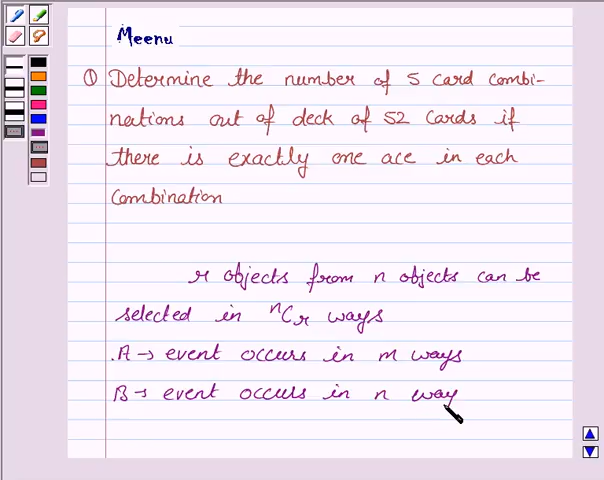 Meenu
① Determine the number of 5 card combi-
nations out of deck of 52 cards if
there is exactly one ace in each
combination
r objects from n objects can be
selected in ⁿCᵣ ways
.A → event occurs in m ways
B → event occurs in n way